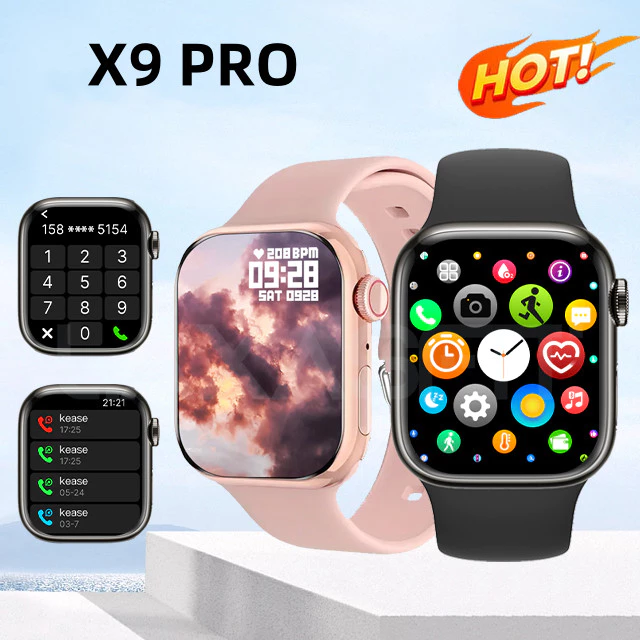 X9 PRO
HOT!
158 **** 5154
1 2 3
4 5 6
7 8 9
0
208 BPM
09:28
SAT 0928
21:21
kease
17:25
kease
17:25
kease
05-24
kease
03-7